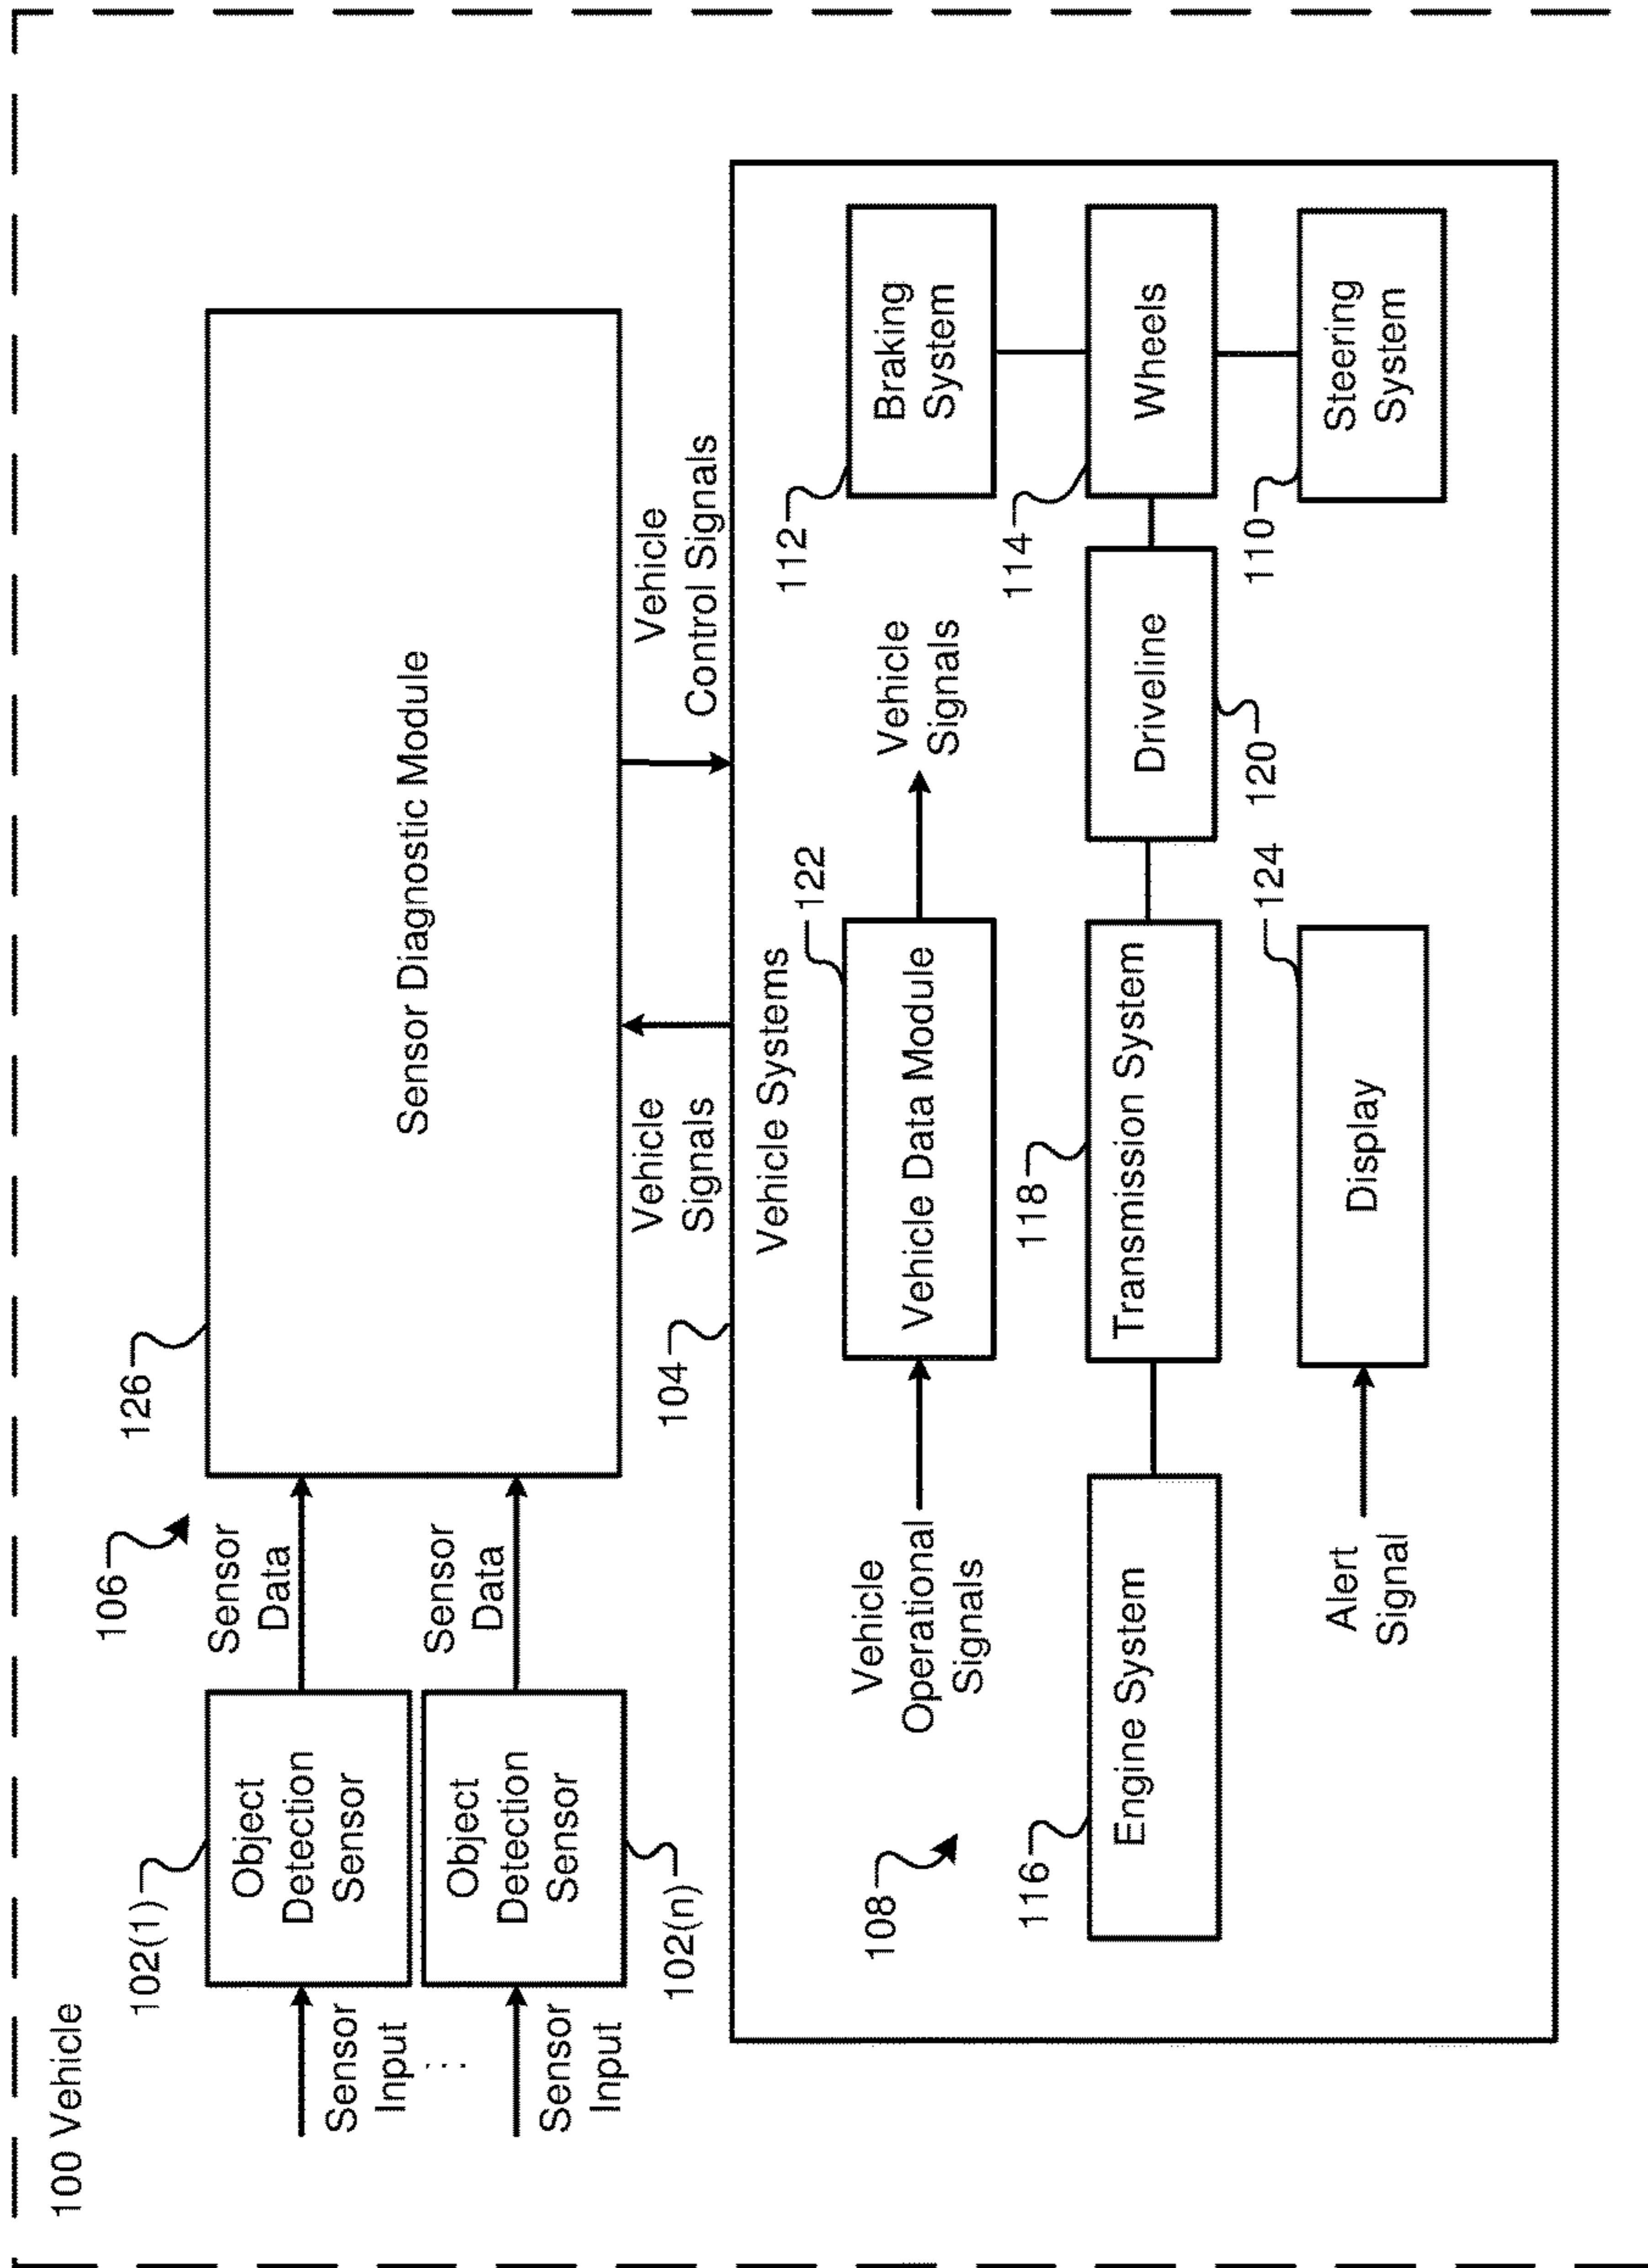 100 Vehicle
102(1)
106
126
Sensor
Input
Object
Detection
Sensor
Sensor
Data
Sensor Diagnostic Module
...
Sensor
Input
Object
Detection
Sensor
Sensor
Data
102(n)
Vehicle
Signals
Vehicle
Control Signals
104
Vehicle Systems
108
Vehicle
Operational
Signals
Vehicle Data Module
122
Vehicle
Signals
112
Braking
System
116
Engine System
118
Transmission System
Driveline
120
114
Wheels
Alert
Signal
Display
124
110
Steering
System